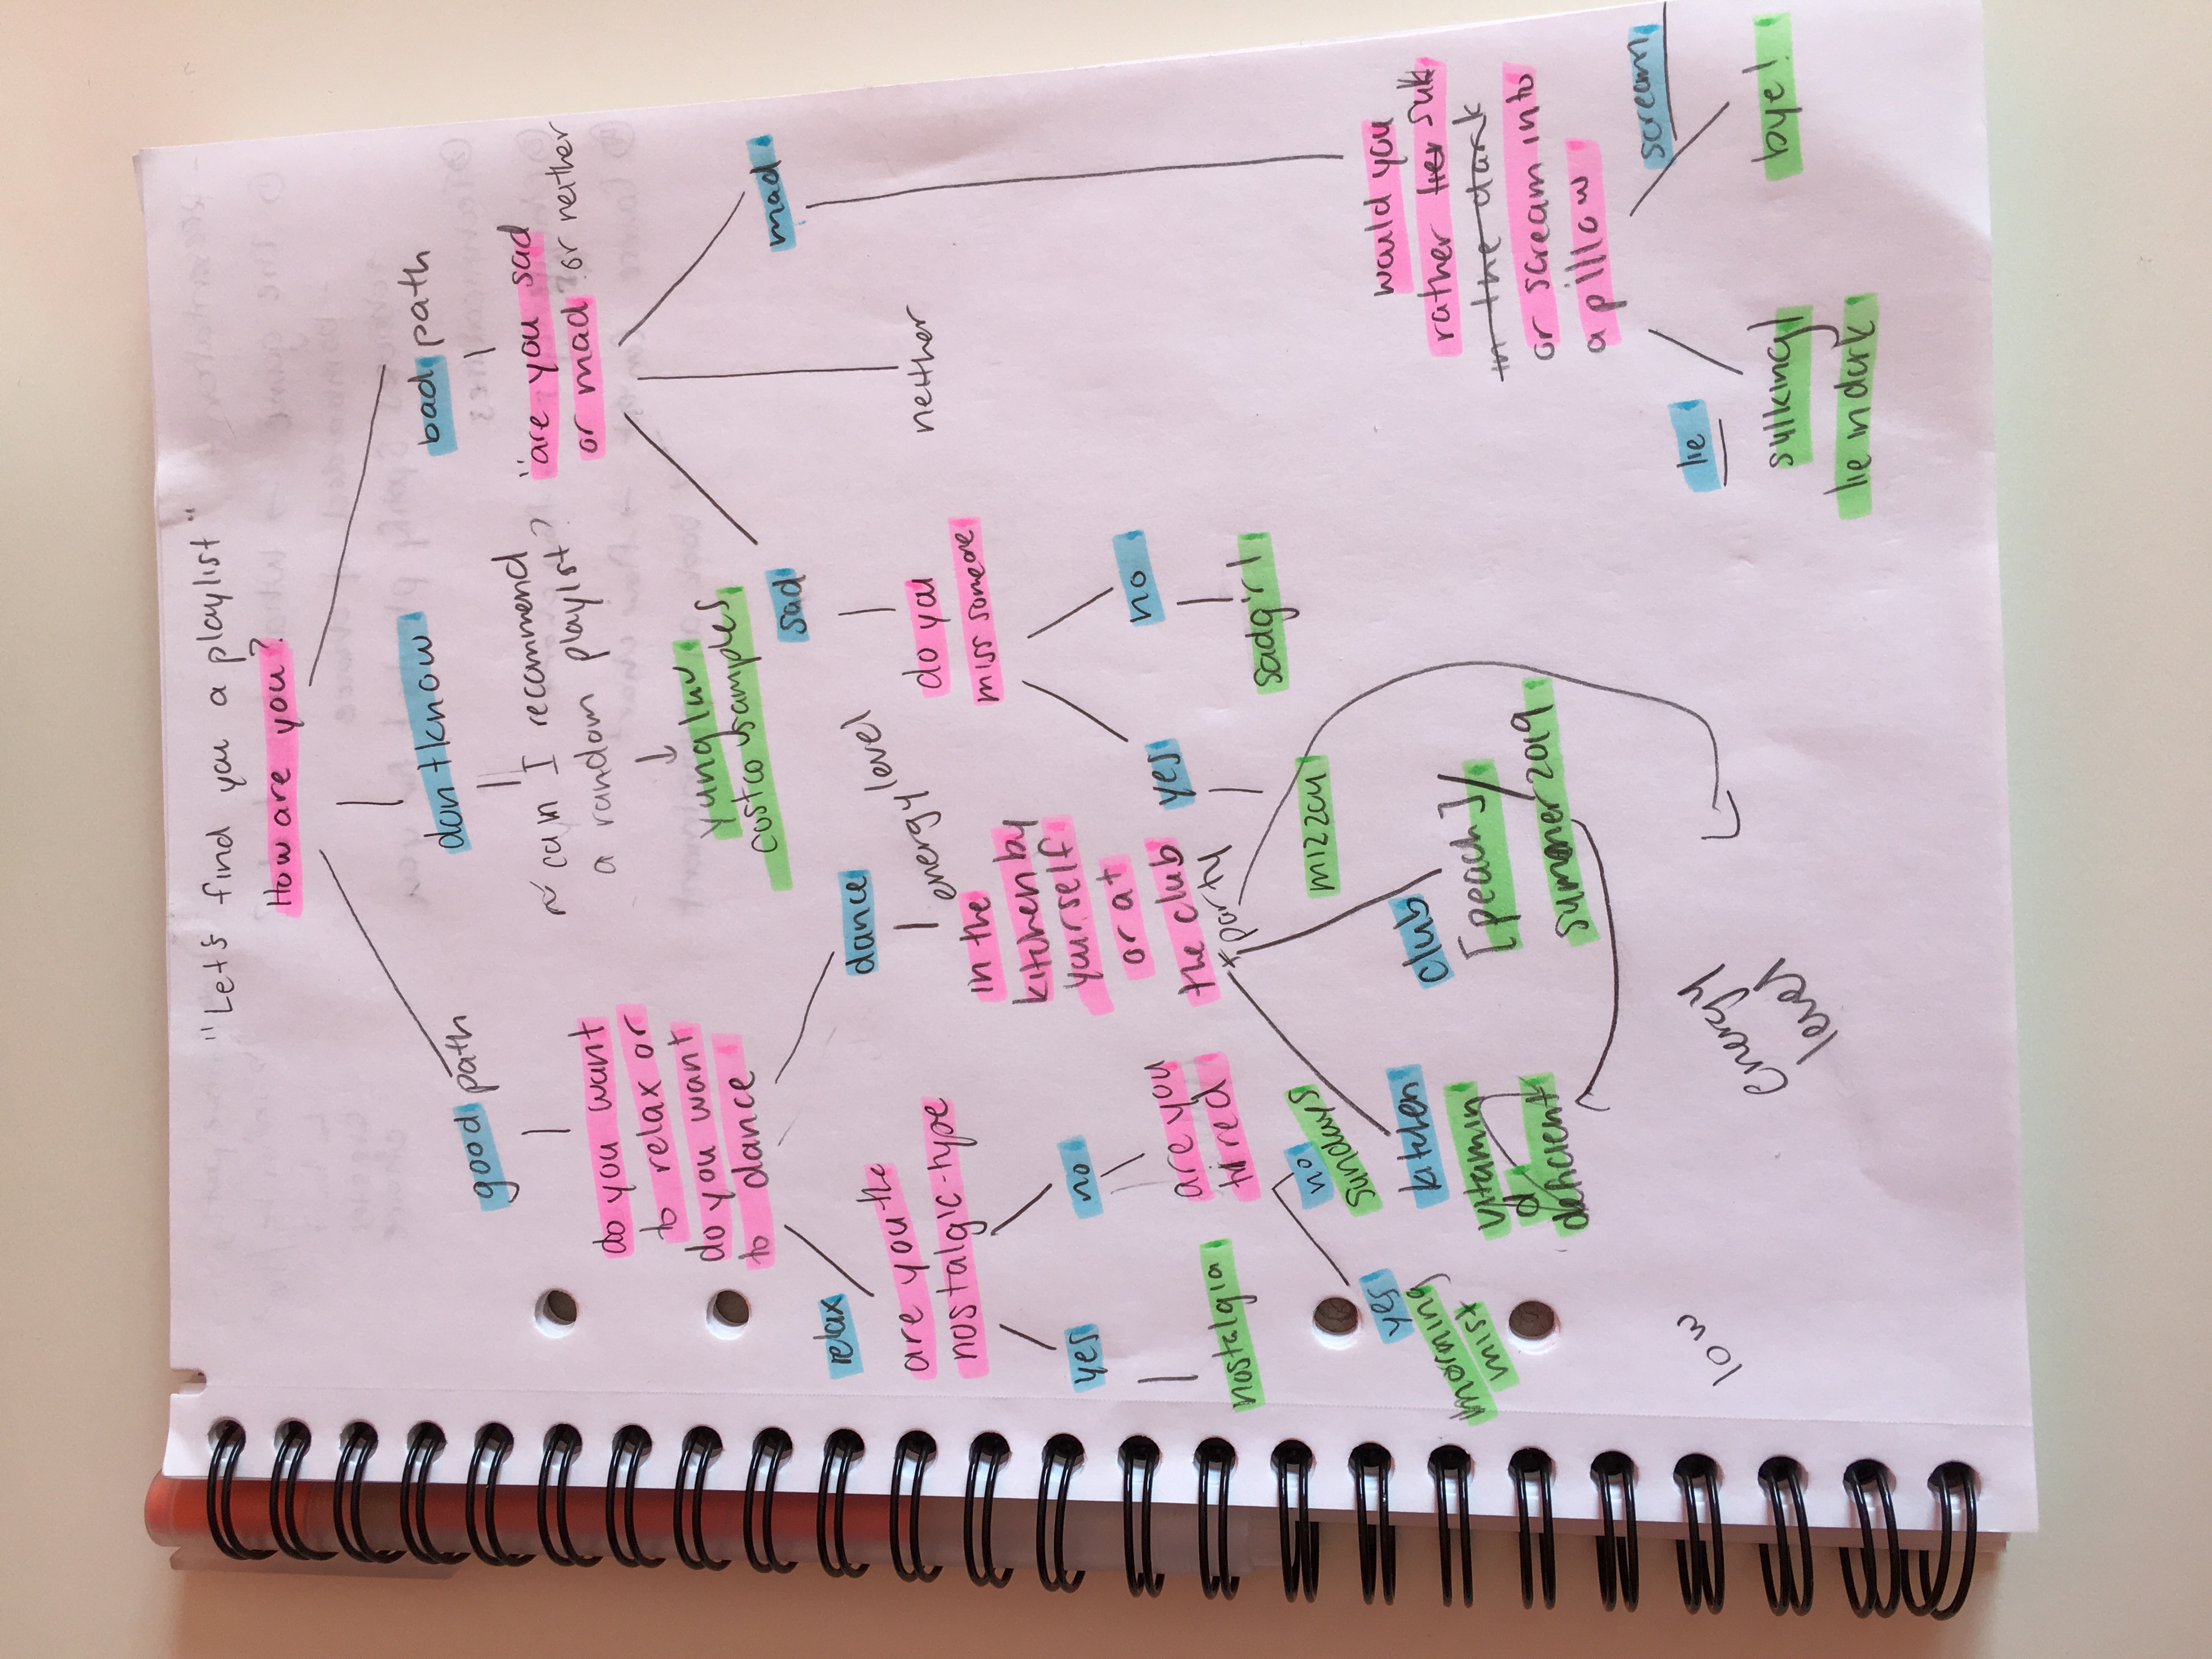 "Let's find you a playlist"
How are you?
good path
dont know
bad path
do you want
to relax or
do you want
to dance
~ can I recommend
a random playlist?
yung luv
costco samples
"are you sad
or mad? or neither
relax
dance
sad
mad
are you the
nostalgic-type
energy level
in the
kitchen by
yourself
or at
the club
+ party
do you
miss someone
neither
yes
no
yes
no
nostalgia
are you
tired
mizzou
sadgirl
yes
morning
mist
no
sundays
kitchen
vitamin
d
deficient
club
[peach]/
summer 2019
would you
rather sulk
in the dark
or scream into
a pillow
lie
scream
sulking/
lie in dark
bye!
low
energy
level